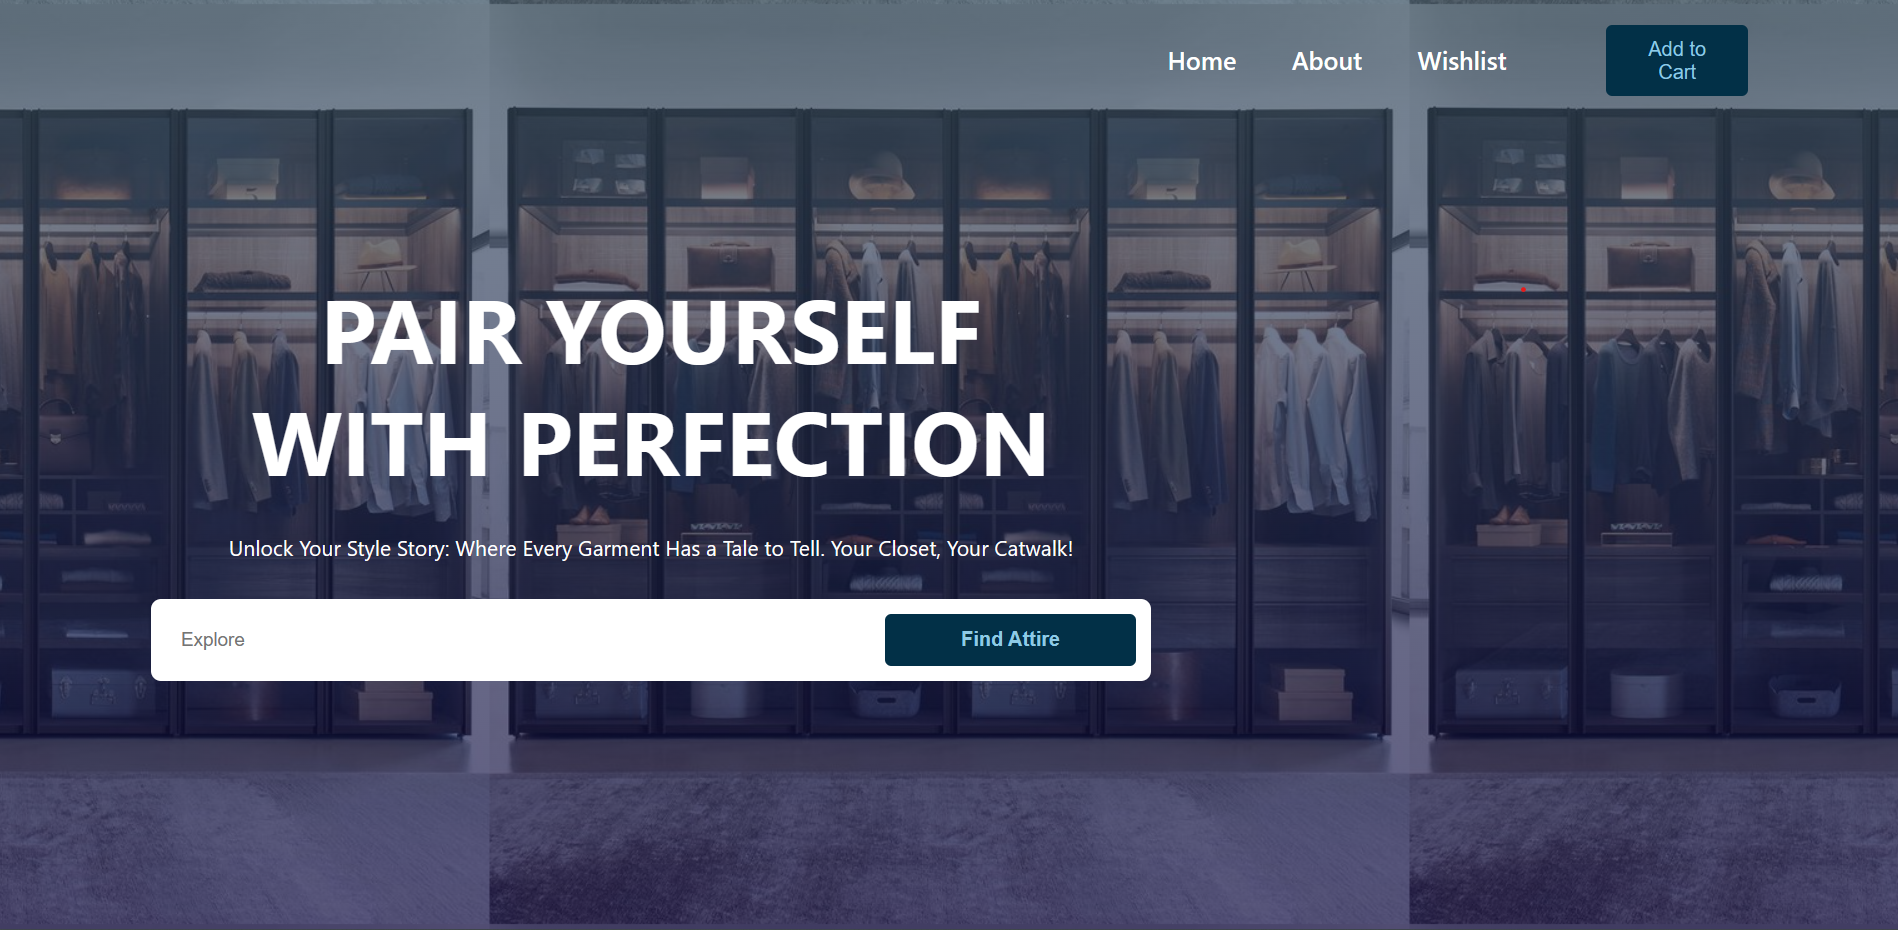 Home About Wishlist
Add to
Cart
PAIR YOURSELF
WITH PERFECTION
Unlock Your Style Story: Where Every Garment Has a Tale to Tell. Your Closet, Your Catwalk!
Explore
Find Attire